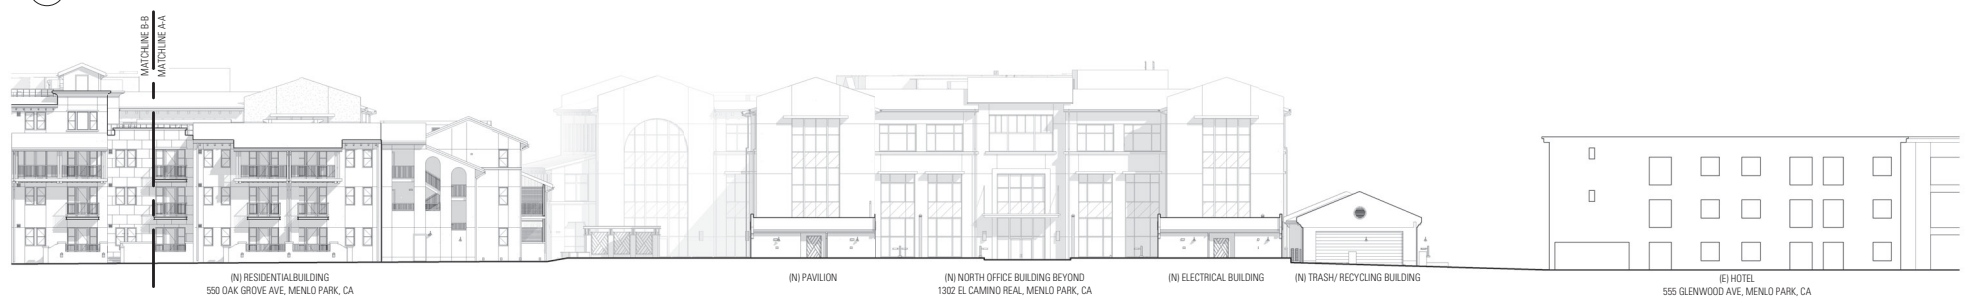 MATCHLINE B-B
MATCHLINE A-A
(N) RESIDENTIALBUILDING
550 OAK GROVE AVE, MENLO PARK, CA
(N) PAVILION
(N) NORTH OFFICE BUILDING BEYOND
1302 EL CAMINO REAL, MENLO PARK, CA
(N) ELECTRICAL BUILDING
(N) TRASH/ RECYCLING BUILDING
(E) HOTEL
555 GLENWOOD AVE, MENLO PARK, CA